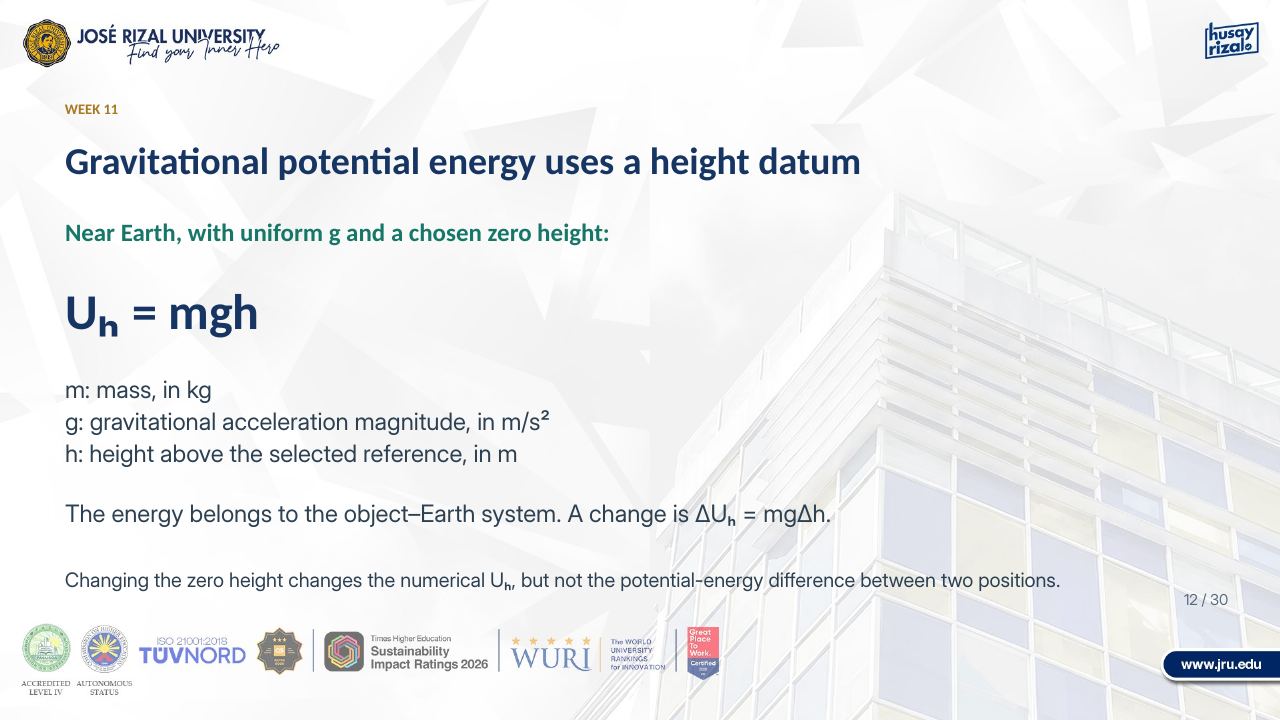 JOSÉ RIZAL UNIVERSITY
Find your Inner Hero
husay
rizal
WEEK 11
Gravitational potential energy uses a height datum
Near Earth, with uniform g and a chosen zero height:
Uₕ = mgh
m: mass, in kg
g: gravitational acceleration magnitude, in m/s²
h: height above the selected reference, in m
The energy belongs to the object–Earth system. A change is ΔUₕ = mgΔh.
Changing the zero height changes the numerical Uₕ, but not the potential-energy difference between two positions.
12 / 30
ISO 21001:2018
TÜVNORD
ACCREDITED
LEVEL IV
AUTONOMOUS
STATUS
Times Higher Education
Sustainability
Impact Ratings 2026
WURI
The WORLD
UNIVERSITY
RANKINGS
for INNOVATION
Great
Place
To
Work.
Certified
www.jru.edu